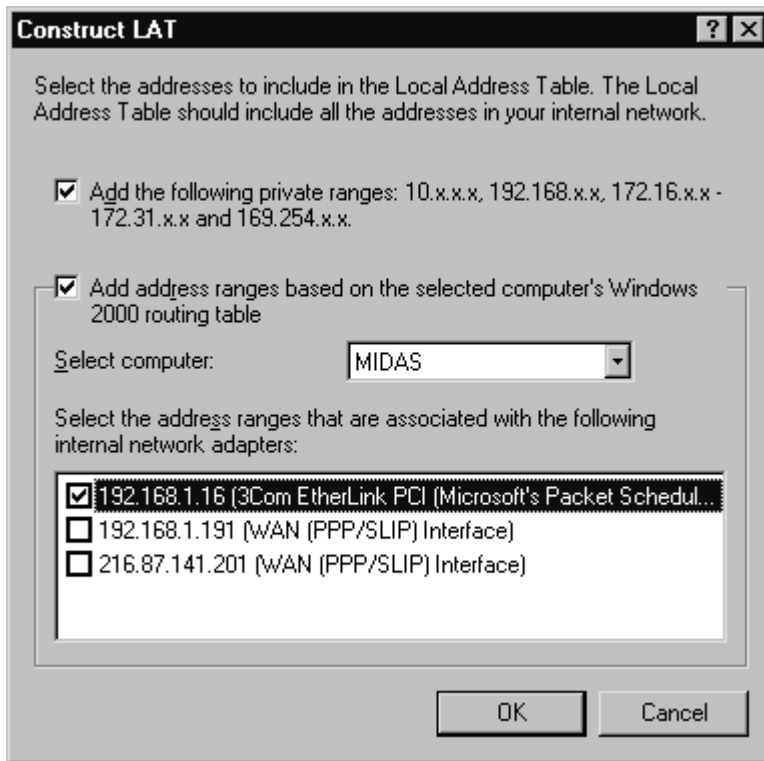 Construct LAT
Select the addresses to include in the Local Address Table. The Local
Address Table should include all the addresses in your internal network.
Add the following private ranges: 10.x.x.x, 192.168.x.x, 172.16.x.x -
172.31.x.x and 169.254.x.x.
Add address ranges based on the selected computer's Windows
2000 routing table
Select computer:
MIDAS
Select the address ranges that are associated with the following
internal network adapters:
192.168.1.16 (3Com EtherLink PCI (Microsoft's Packet Schedul...
192.168.1.191 (WAN (PPP/SLIP) Interface)
216.87.141.201 (WAN (PPP/SLIP) Interface)
OK
Cancel